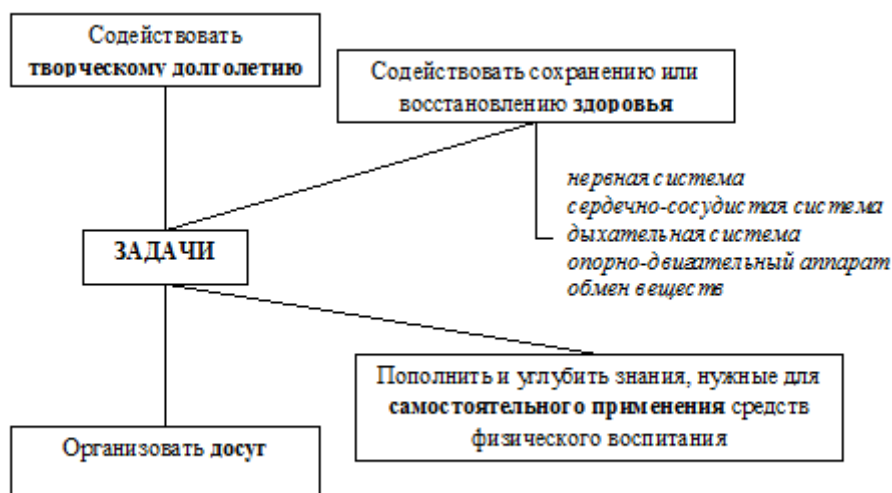 Содействовать
творческому долголетию
Содействовать сохранению или
восстановлению здоровья
нервная система
сердечно-сосудистая система
дыхательная система
опорно-двигательный аппарат
обмен веществ
ЗАДАЧИ
Пополнить и углубить знания, нужные для
самостоятельного применения средств
физического воспитания
Организовать досуг